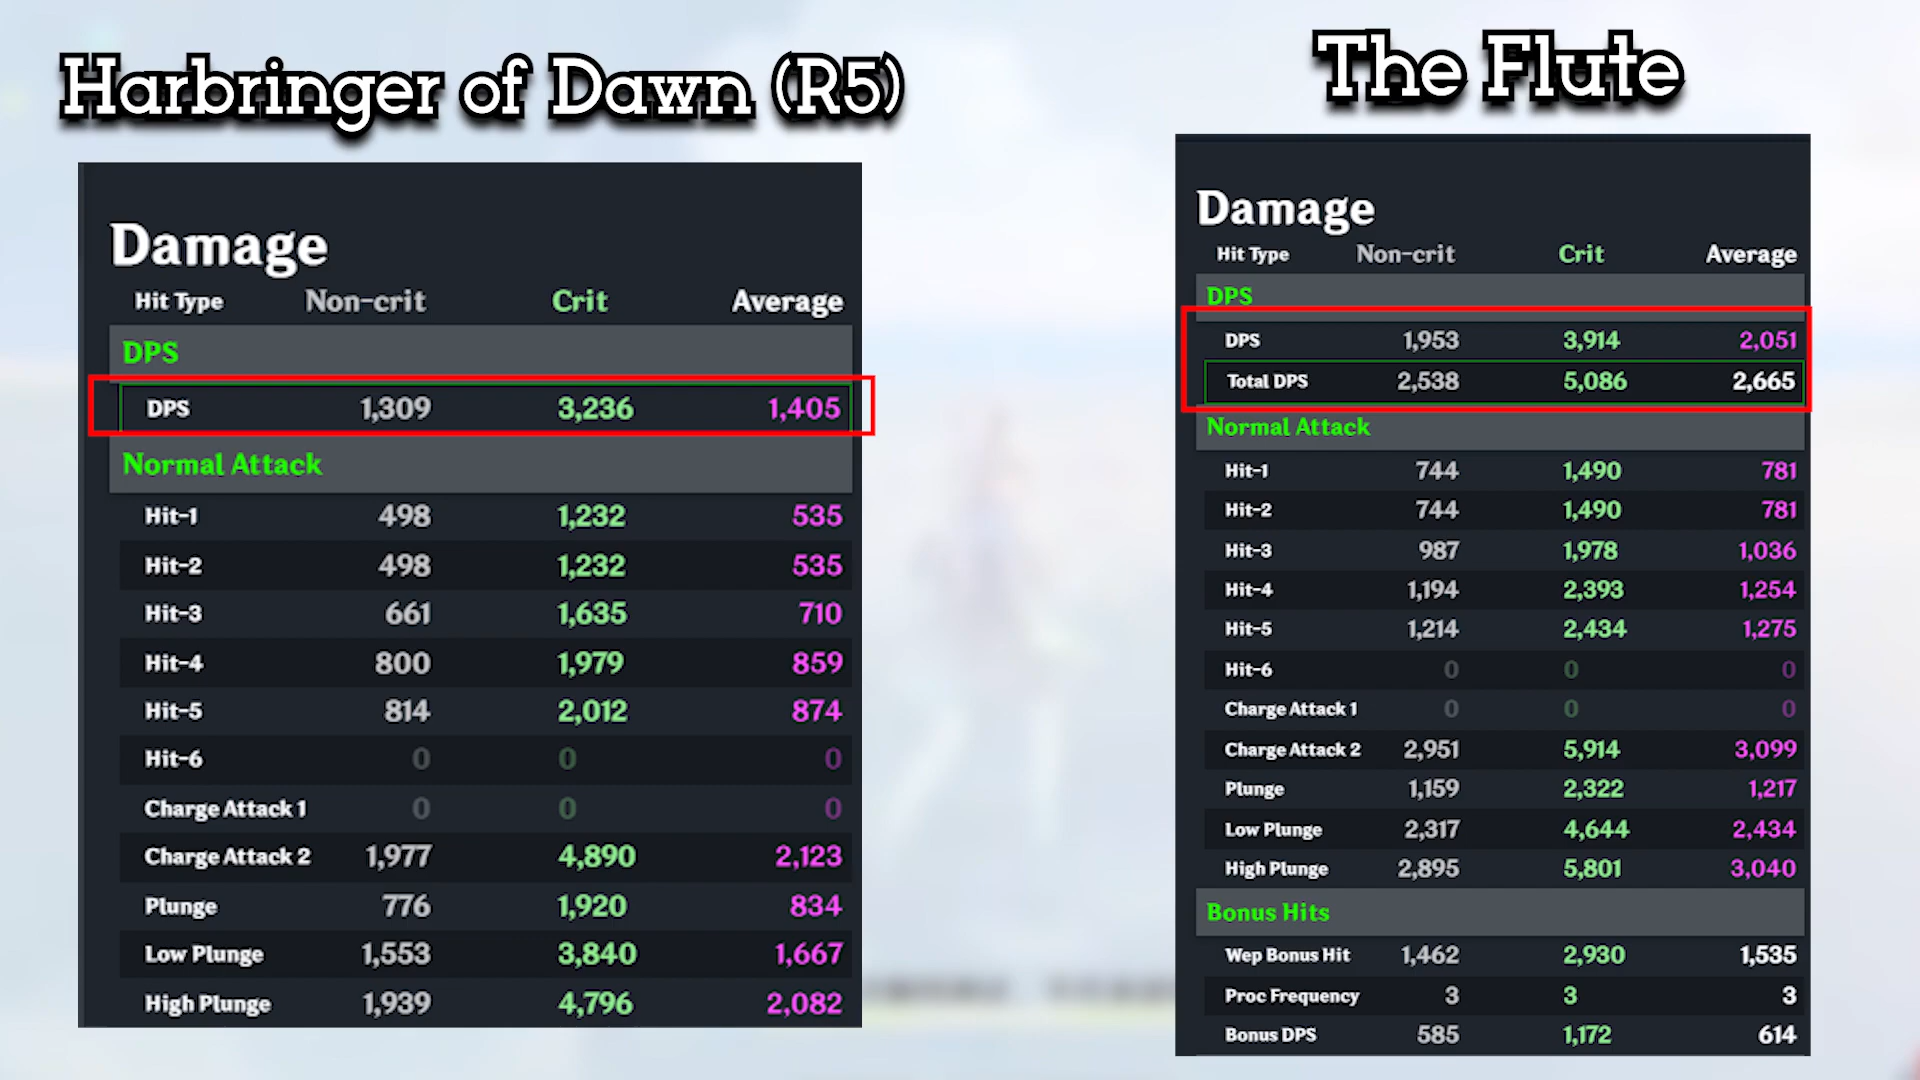 Harbringer of Dawn (R5)
Damage
Hit Type Non-crit Crit Average
DPS
DPS 1,309 3,236 1,405
Normal Attack
Hit-1 498 1,232 535
Hit-2 498 1,232 535
Hit-3 661 1,635 710
Hit-4 800 1,979 859
Hit-5 814 2,012 874
Hit-6 0 0 0
Charge Attack 1 0 0 0
Charge Attack 2 1,977 4,890 2,123
Plunge 776 1,920 834
Low Plunge 1,553 3,840 1,667
High Plunge 1,939 4,796 2,082
The Flute
Damage
Hit Type Non-crit Crit Average
DPS
DPS 1,953 3,914 2,051
Total DPS 2,538 5,086 2,665
Normal Attack
Hit-1 744 1,490 781
Hit-2 744 1,490 781
Hit-3 987 1,978 1,036
Hit-4 1,194 2,393 1,254
Hit-5 1,214 2,434 1,275
Hit-6 0 0 0
Charge Attack 1 0 0 0
Charge Attack 2 2,951 5,914 3,099
Plunge 1,159 2,322 1,217
Low Plunge 2,317 4,644 2,434
High Plunge 2,895 5,801 3,040
Bonus Hits
Wep Bonus Hit 1,462 2,930 1,535
Proc Frequency 3 3 3
Bonus DPS 585 1,172 614